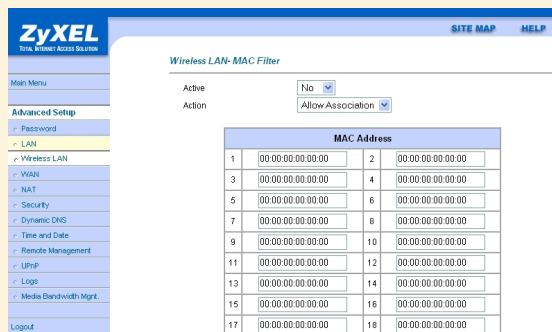 ZyXEL
TOTAL INTERNET ACCESS SOLUTION
SITE MAP HELP
Main Menu
Advanced Setup
Password
LAN
Wireless LAN
WAN
NAT
Security
Dynamic DNS
Time and Date
Remote Management
UPnP
Logs
Media Bandwidth Mgnt.
Logout
Wireless LAN- MAC Filter
Active No
Action Allow Association
MAC Address
1 00:00:00:00:00:00 2 00:00:00:00:00:00
3 00:00:00:00:00:00 4 00:00:00:00:00:00
5 00:00:00:00:00:00 6 00:00:00:00:00:00
7 00:00:00:00:00:00 8 00:00:00:00:00:00
9 00:00:00:00:00:00 10 00:00:00:00:00:00
11 00:00:00:00:00:00 12 00:00:00:00:00:00
13 00:00:00:00:00:00 14 00:00:00:00:00:00
15 00:00:00:00:00:00 16 00:00:00:00:00:00
17 00:00:00:00:00:00 18 00:00:00:00:00:00